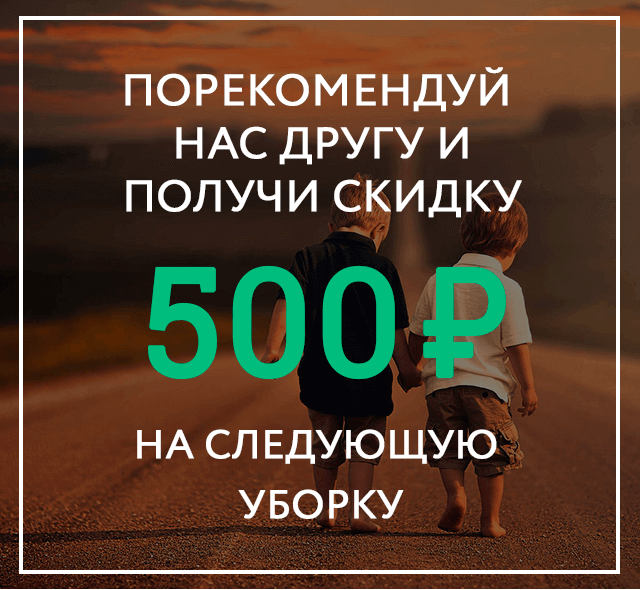 ПОРЕКОМЕНДУЙ
НАС ДРУГУ И
ПОЛУЧИ СКИДКУ
500 ₽
НА СЛЕДУЮЩУЮ
УБОРКУ